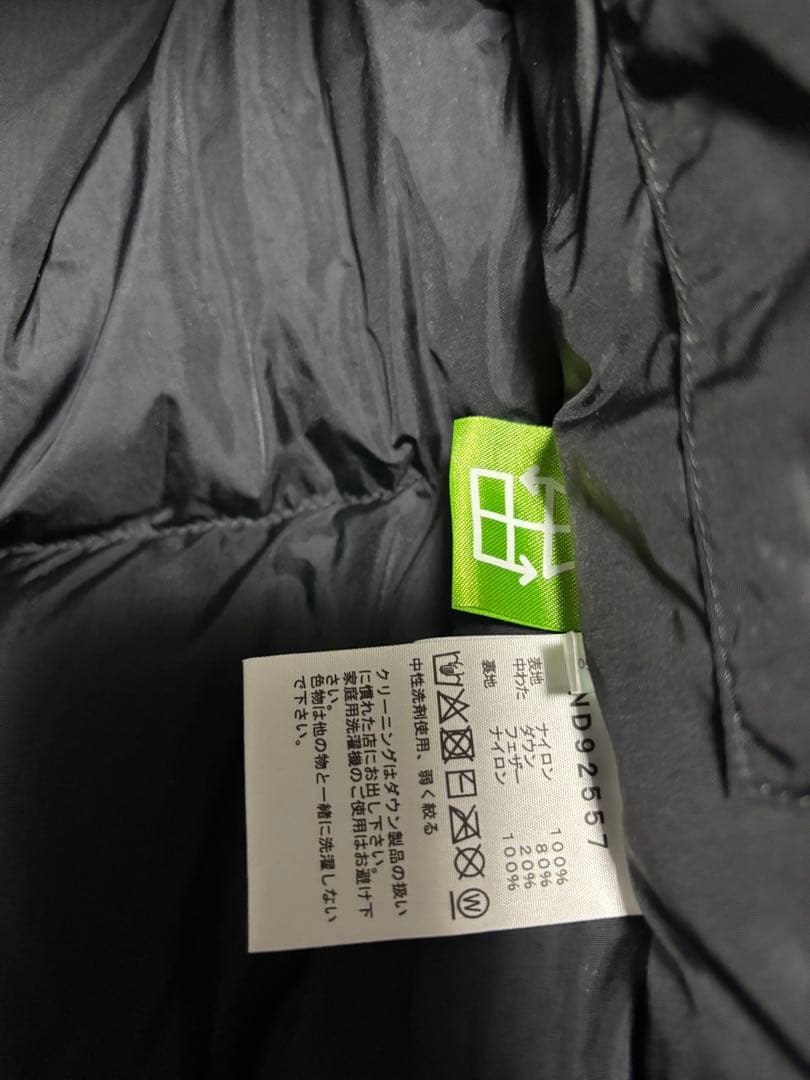 ND92557
表地 ナイロン 100%
中わた ダウン 80%
フェザー 20%
裏地 ナイロン 100%
W
中性洗剤使用、弱く絞る
クリーニングはダウン製品の扱い
に慣れた店にお出し下さい。
家庭用洗濯機のご使用はお避け下
さい。
色物は他の物と一緒に洗濯しない
で下さい。